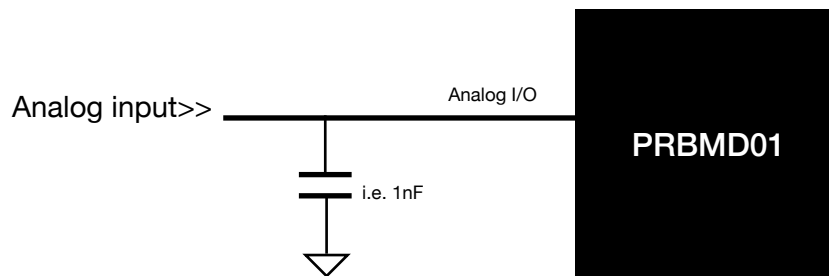 Analog I/O
Analog input>>
PRBMD01
i.e. 1nF